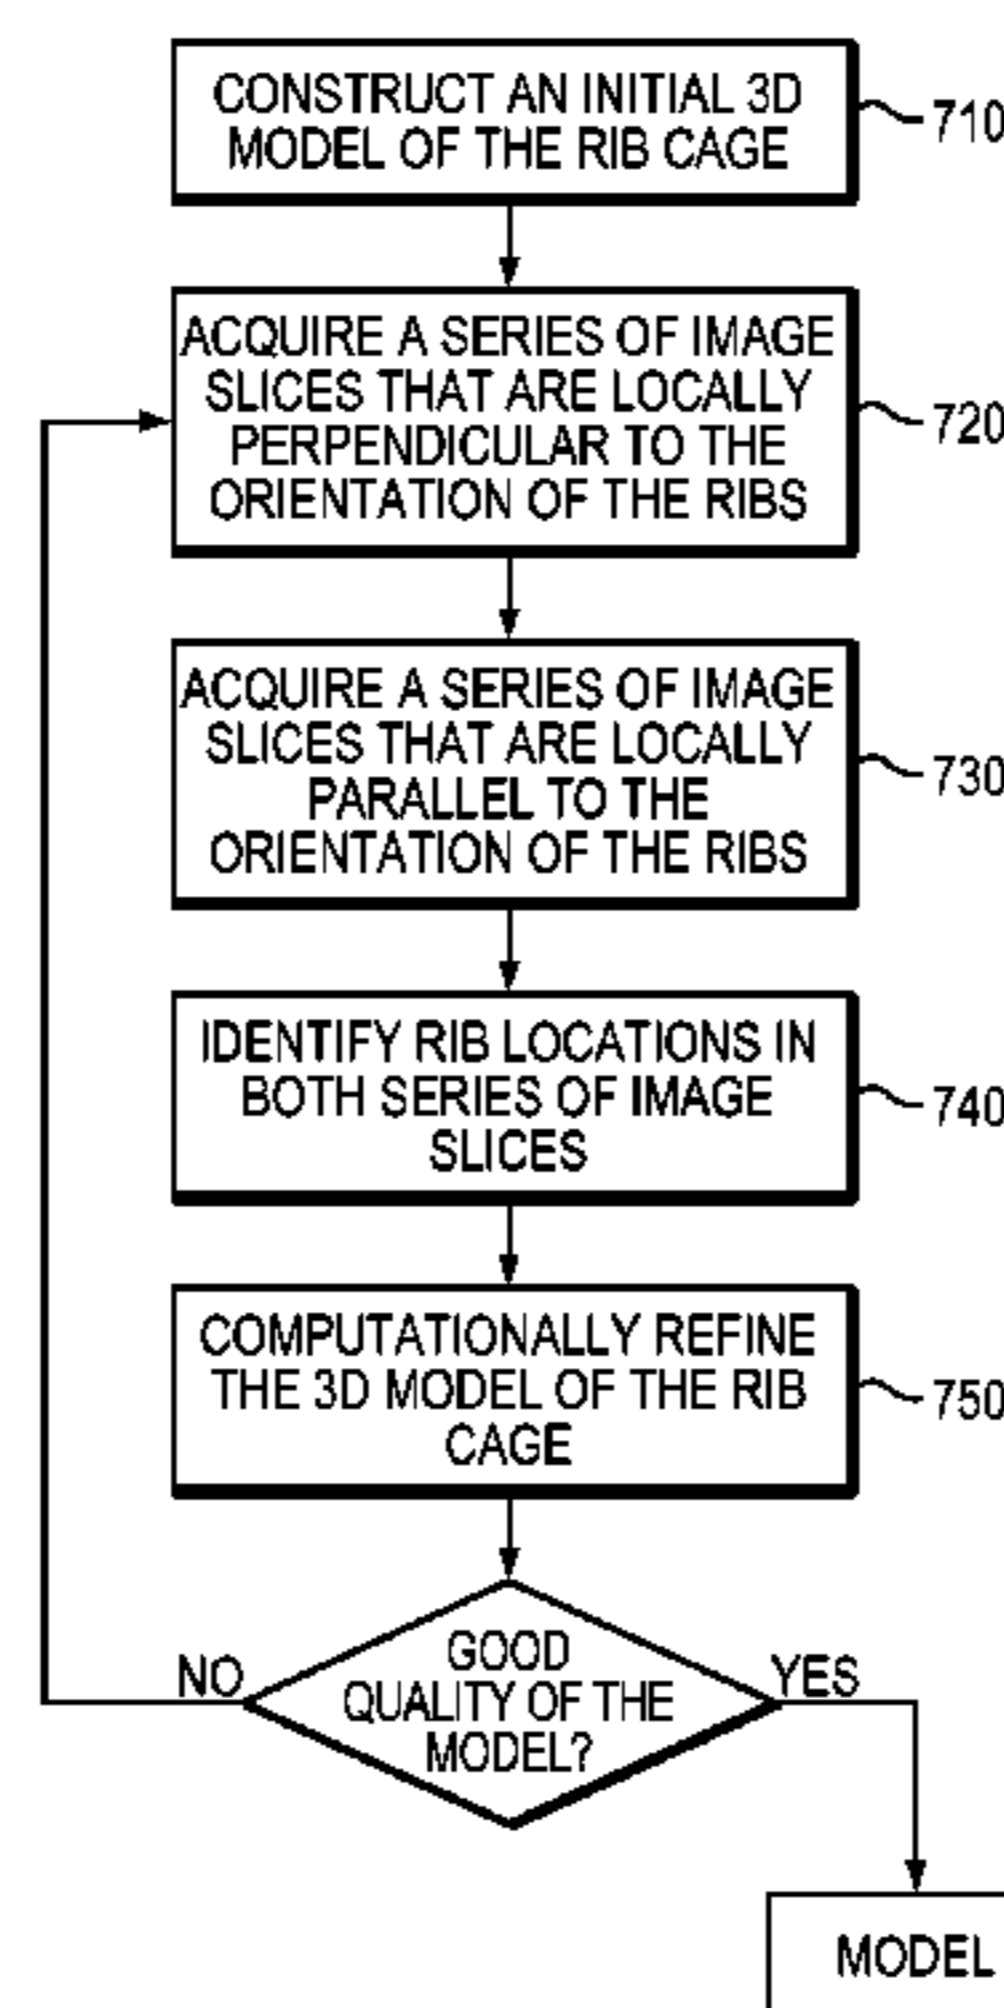 CONSTRUCT AN INITIAL 3D
MODEL OF THE RIB CAGE
710
ACQUIRE A SERIES OF IMAGE
SLICES THAT ARE LOCALLY
PERPENDICULAR TO THE
ORIENTATION OF THE RIBS
720
ACQUIRE A SERIES OF IMAGE
SLICES THAT ARE LOCALLY
PARALLEL TO THE
ORIENTATION OF THE RIBS
730
IDENTIFY RIB LOCATIONS IN
BOTH SERIES OF IMAGE
SLICES
740
COMPUTATIONALLY REFINE
THE 3D MODEL OF THE RIB
CAGE
750
GOOD
QUALITY OF THE
MODEL?
NO
YES
MODEL